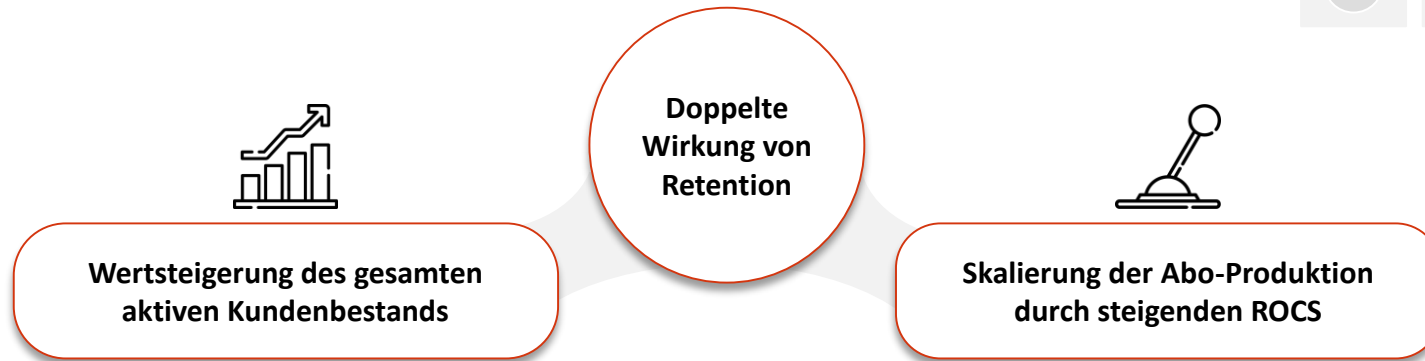 Doppelte
Wirkung von
Retention
Wertsteigerung des gesamten
aktiven Kundenbestands
Skalierung der Abo-Produktion
durch steigenden ROCS